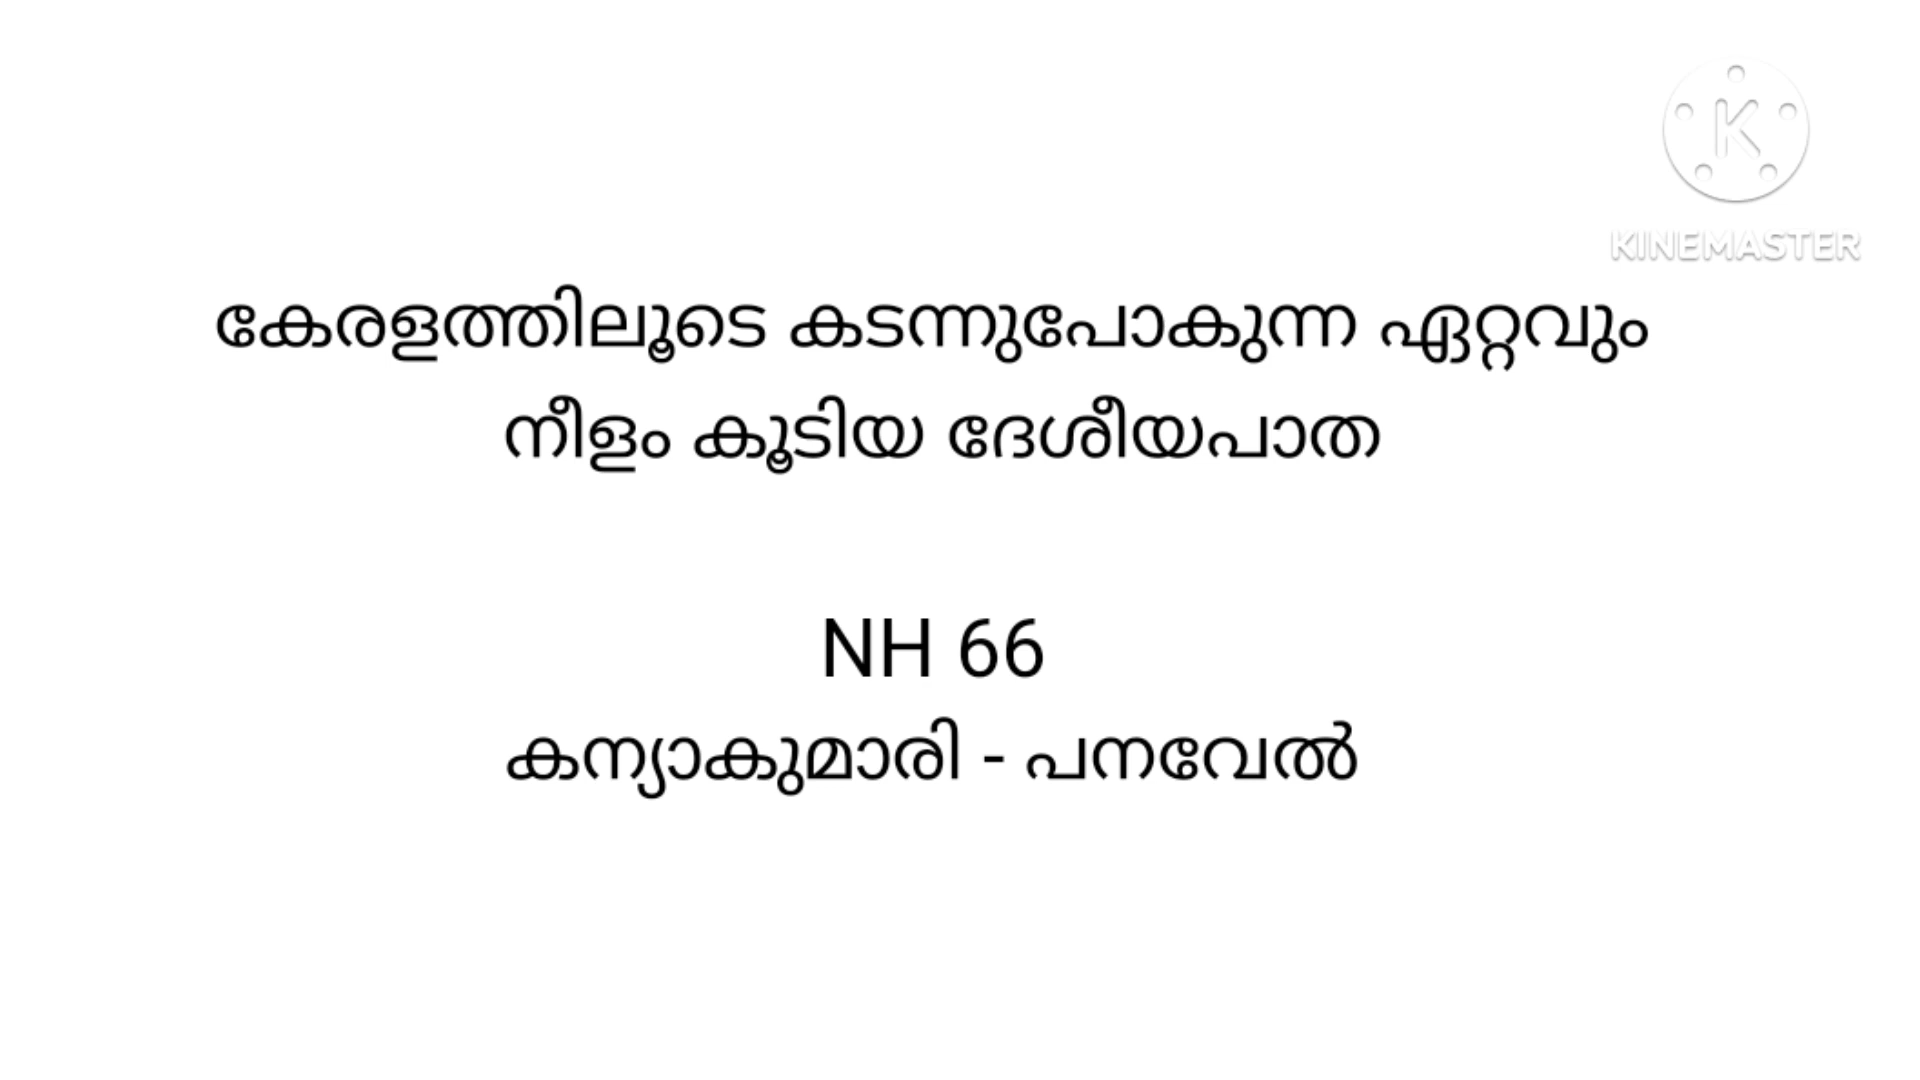 K
KINEMASTER
കേരളത്തിലൂടെ കടന്നുപോകുന്ന ഏറ്റവും
നീളം കൂടിയ ദേശീയപാത
NH 66
കന്യാകുമാരി - പനവേൽ